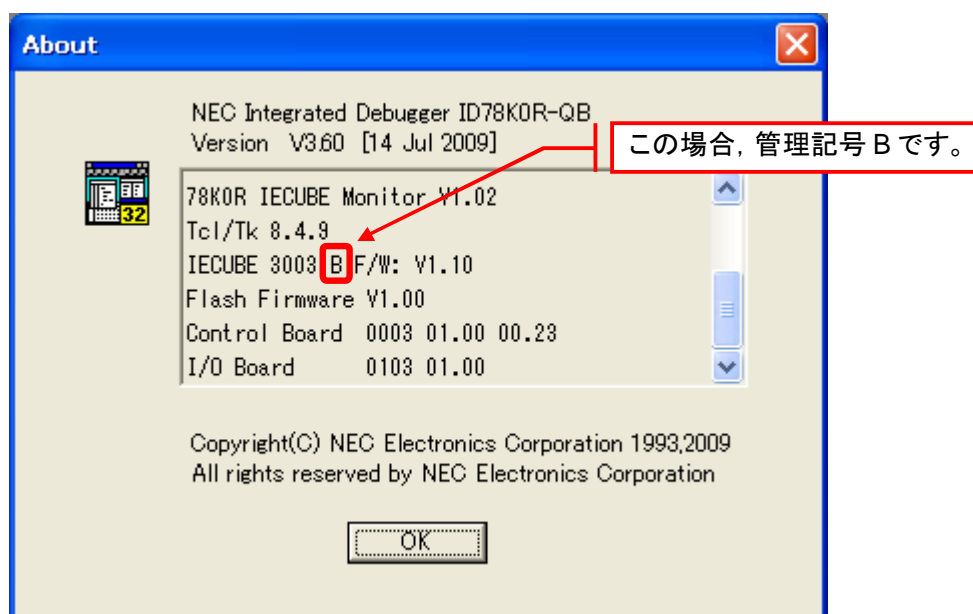 About
NEC Integrated Debugger ID78K0R-QB
Version V3.60 [14 Jul 2009]
この場合, 管理記号 B です。
32
78K0R IECUBE Monitor V1.02
Tcl/Tk 8.4.9
IECUBE 3003 B F/W: V1.10
Flash Firmware V1.00
Control Board 0003 01.00 00.23
I/O Board 0103 01.00
Copyright(C) NEC Electronics Corporation 1993,2009
All rights reserved by NEC Electronics Corporation
OK